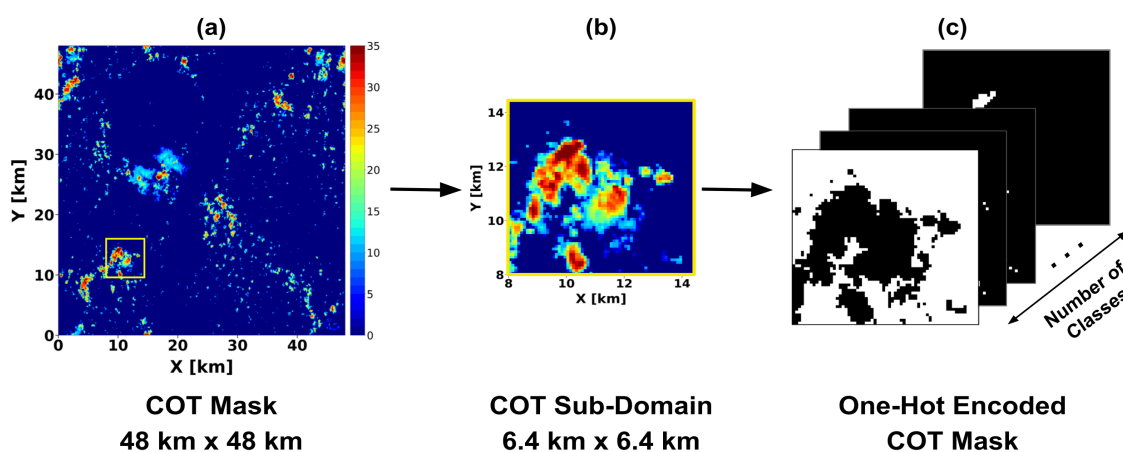 (a)
(b)
(c)
Y [km]
40
30
20
10
0
0 10 20 30 40
X [km]
35
30
25
20
15
10
5
0
Y [km]
14
12
10
8
8 10 12 14
X [km]
Number of
Classes
COT Mask
48 km x 48 km
COT Sub-Domain
6.4 km x 6.4 km
One-Hot Encoded
COT Mask